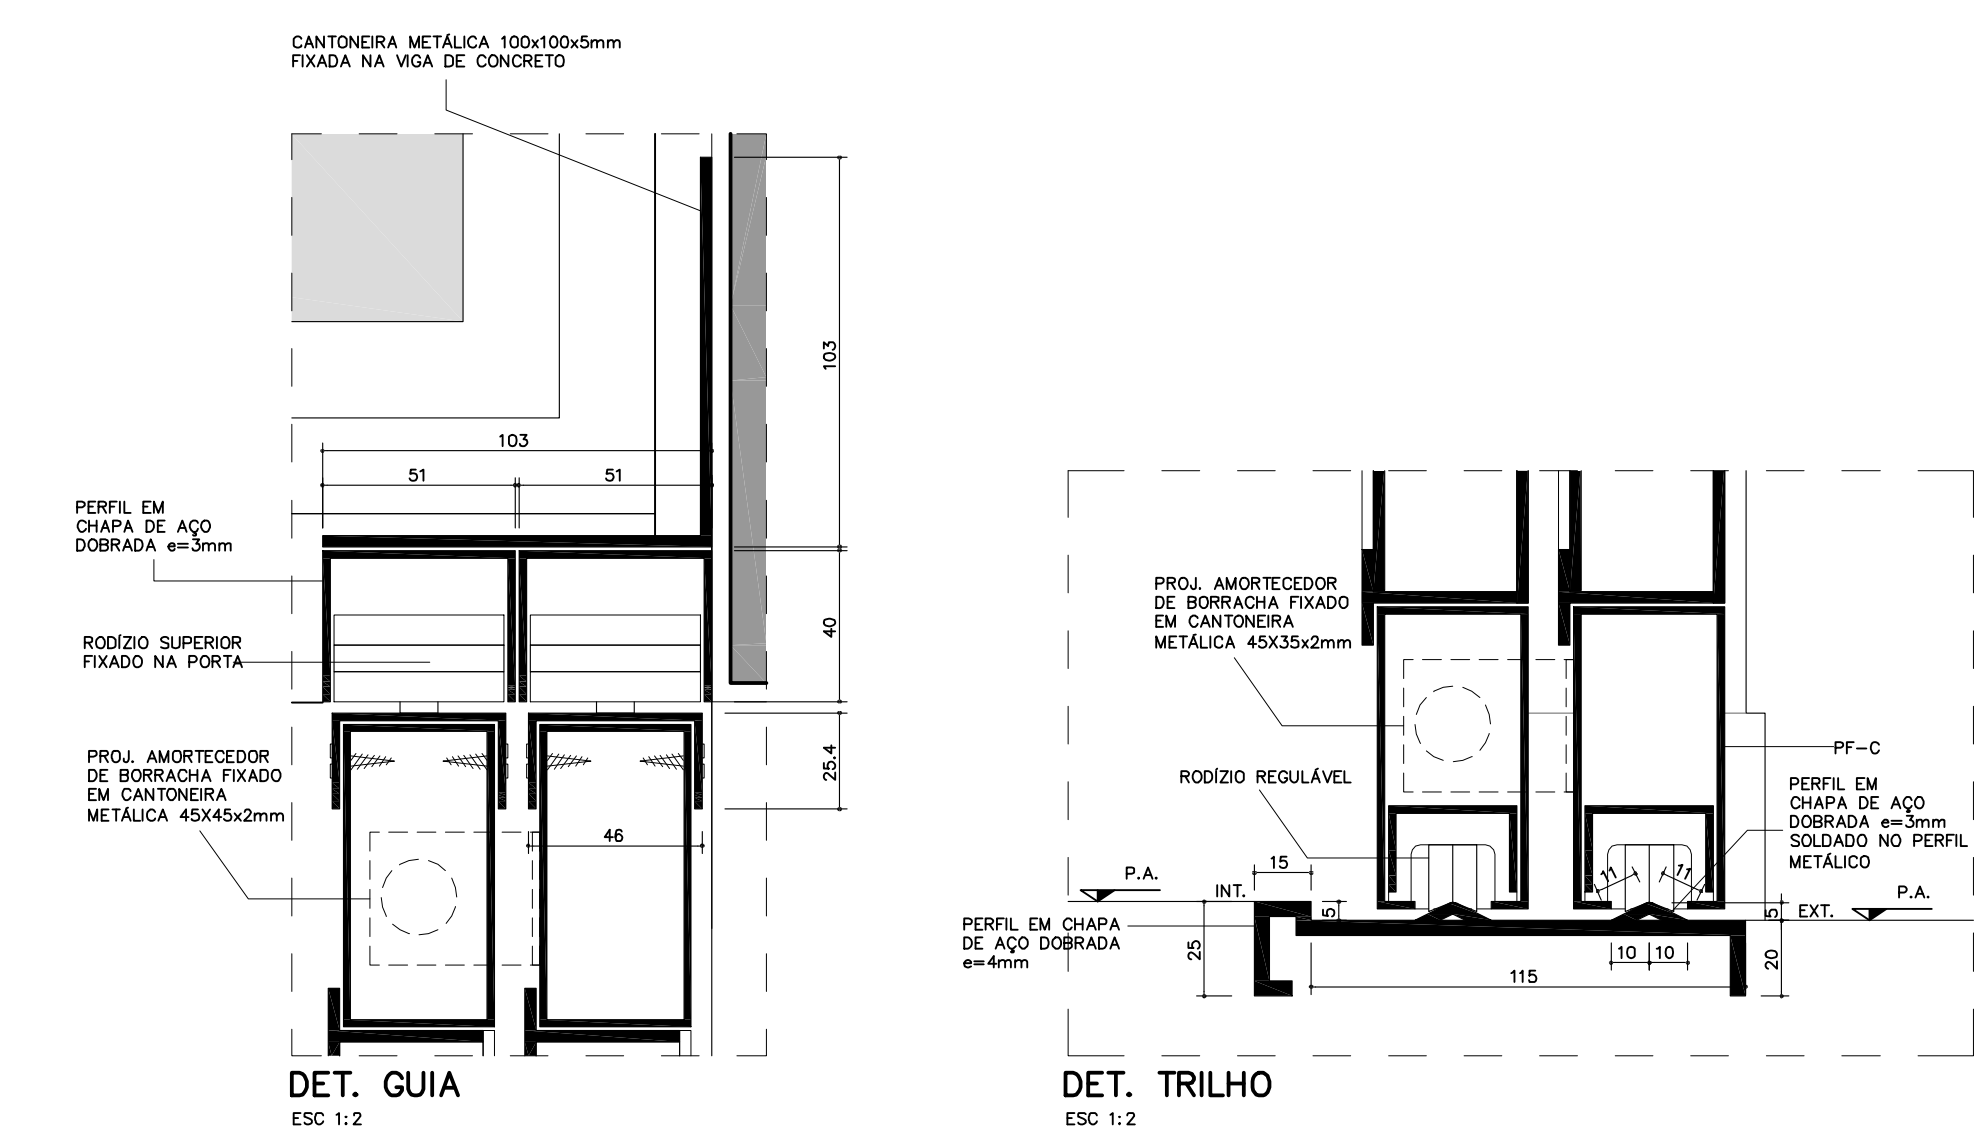 CANTONEIRA METÁLICA 100x100x5mm
FIXADA NA VIGA DE CONCRETO
103
103
51
51
PERFIL EM
CHAPA DE AÇO
DOBRADA e=3mm
40
RODÍZIO SUPERIOR
FIXADO NA PORTA
25.4
PROJ. AMORTECEDOR
DE BORRACHA FIXADO
EM CANTONEIRA
METÁLICA 45X45x2mm
46
DET. GUIA
ESC 1:2
PROJ. AMORTECEDOR
DE BORRACHA FIXADO
EM CANTONEIRA
METÁLICA 45X35x2mm
PF-C
RODÍZIO REGULÁVEL
PERFIL EM
CHAPA DE AÇO
DOBRADA e=3mm
SOLDADO NO PERFIL
METÁLICO
15
11
11
P.A.
INT.
P.A.
EXT.
5
5
PERFIL EM CHAPA
DE AÇO DOBRADA
e=4mm
25
10
10
20
115
DET. TRILHO
ESC 1:2